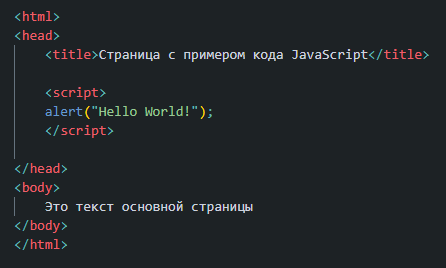 <html>
<head>
<title>Страница с примером кода JavaScript</title>
<script>
alert("Hello World!");
</script>
</head>
<body>
Это текст основной страницы
</body>
</html>